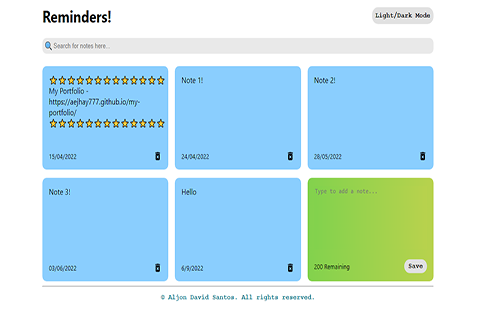 Reminders!
Light/Dark Mode
Search for notes here...
My Portfolio -
https://aejhay777.github.io/my-
portfolio/
15/04/2022
Note 1!
24/04/2022
Note 2!
28/05/2022
Note 3!
03/06/2022
Hello
6/9/2022
Type to add a note...
200 Remaining
Save
© Aljon David Santos. All rights reserved.